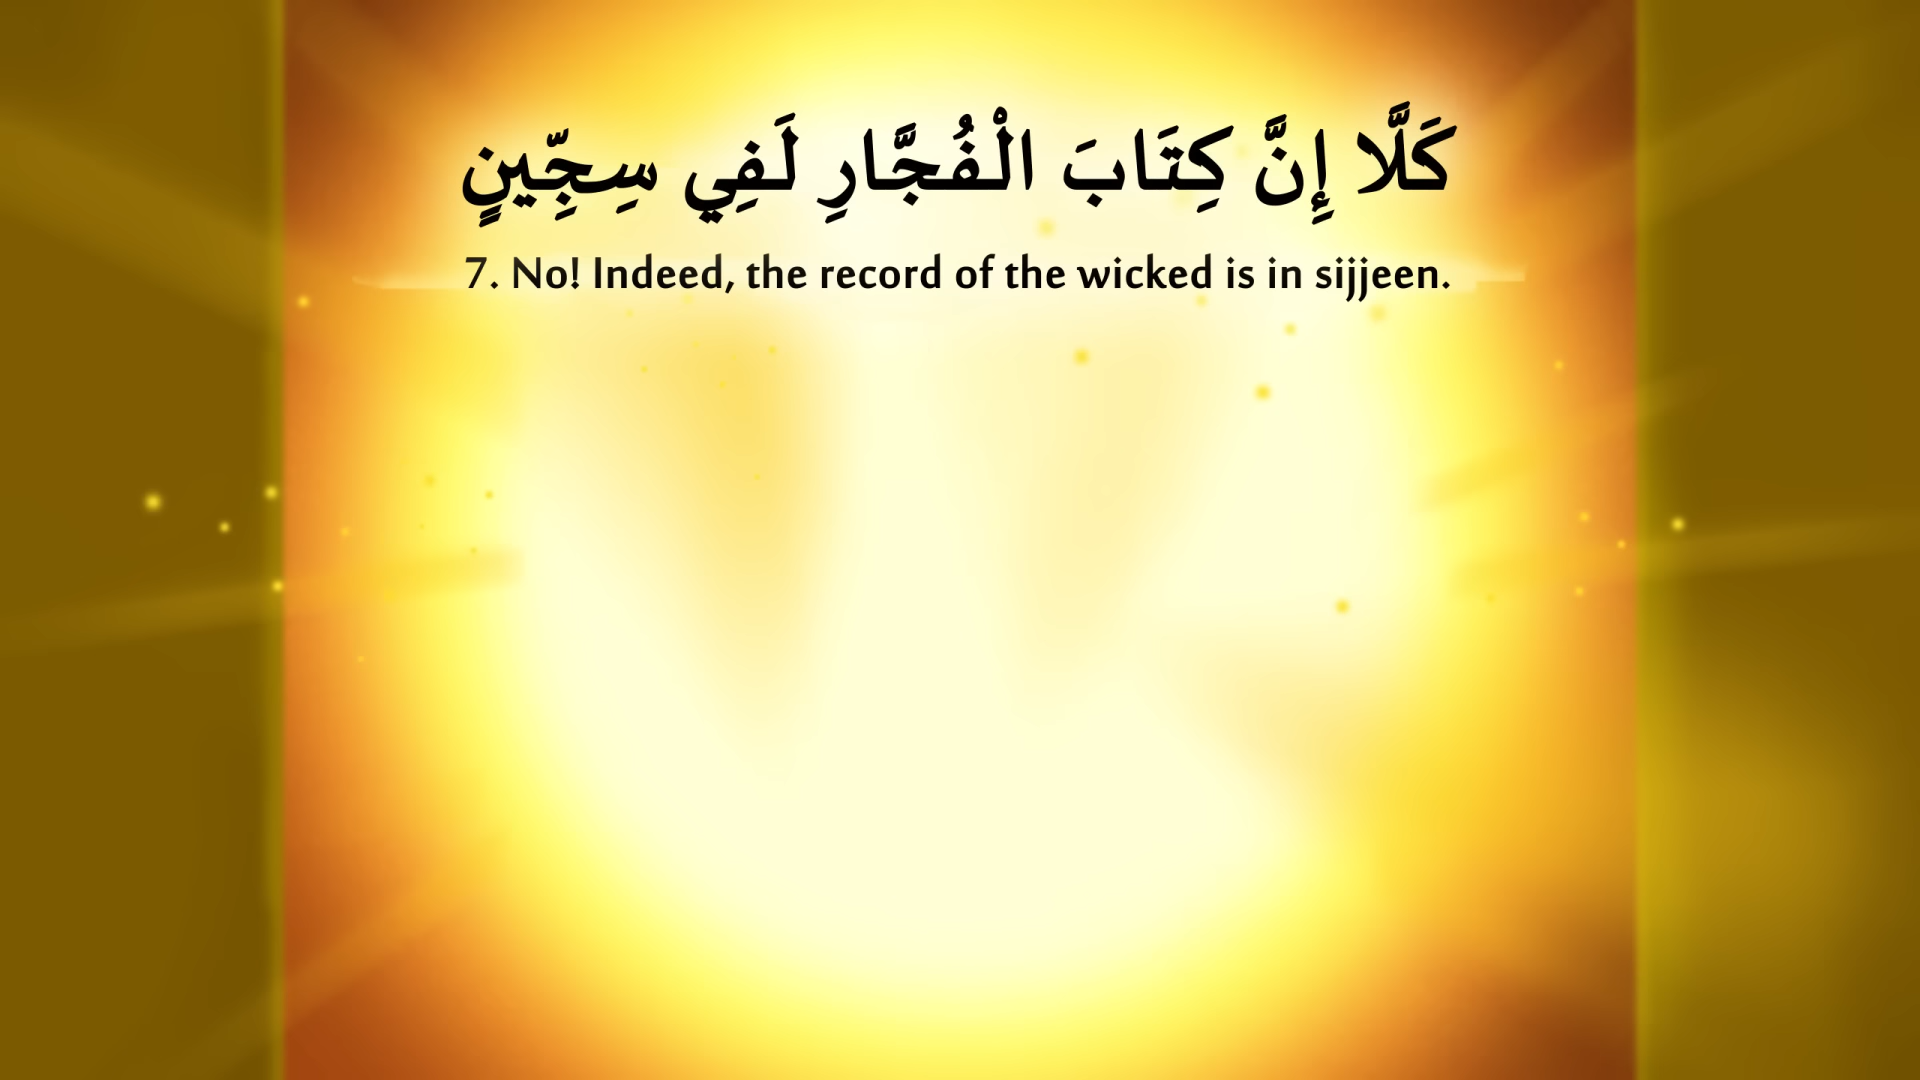 كَلَّا إِنَّ كِتَابَ الْفُجَّارِ لَفِي سِجِّينٍ
7. No! Indeed, the record of the wicked is in sijjeen.